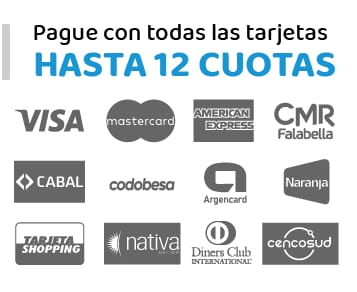 Pague con todas las tarjetas
HASTA 12 CUOTAS
VISA
mastercard
AMERICAN
EXPRESS
CMR
Falabella
CABAL
codobesa
Argencard
Naranja
TARJETA
SHOPPING
nativa
Diners Club
INTERNATIONAL
cencosud